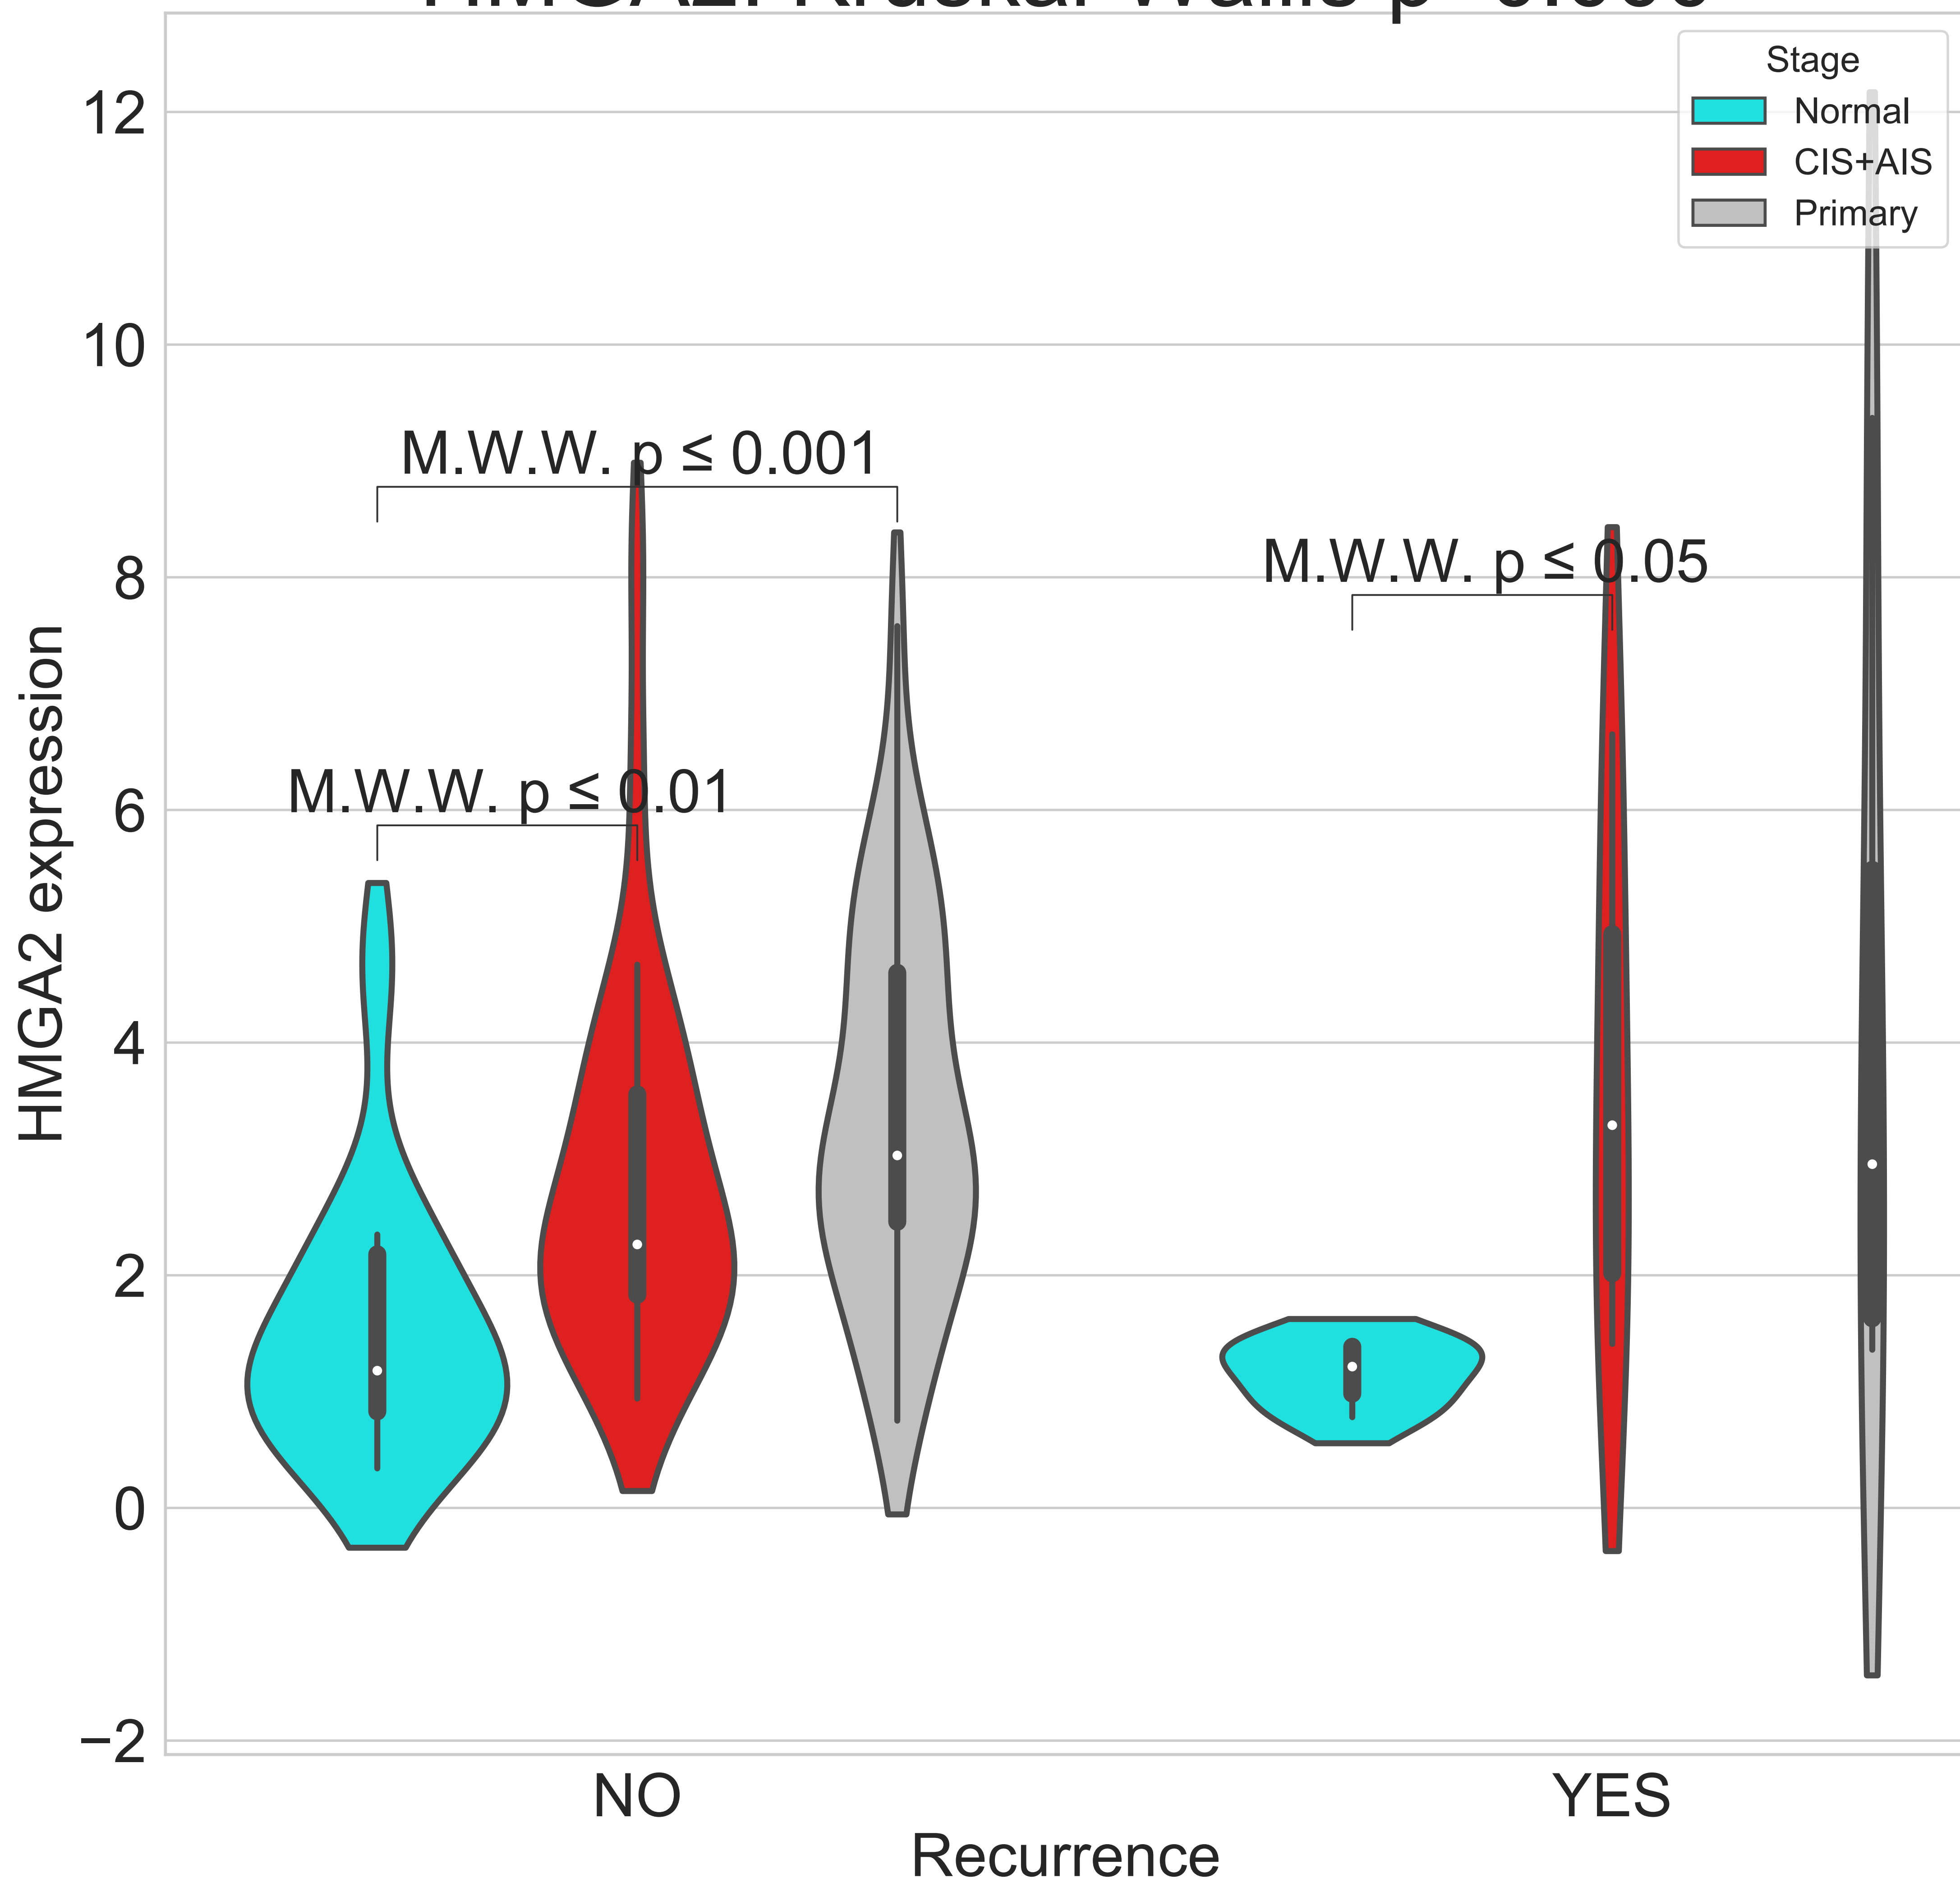 Stage
Normal
CIS+AIS
Primary
12
10
8
6
4
2
0
−2
HMGA2 expression
M.W.W. p ≤ 0.001
M.W.W. p ≤ 0.05
M.W.W. p ≤ 0.01
NO
YES
Recurrence